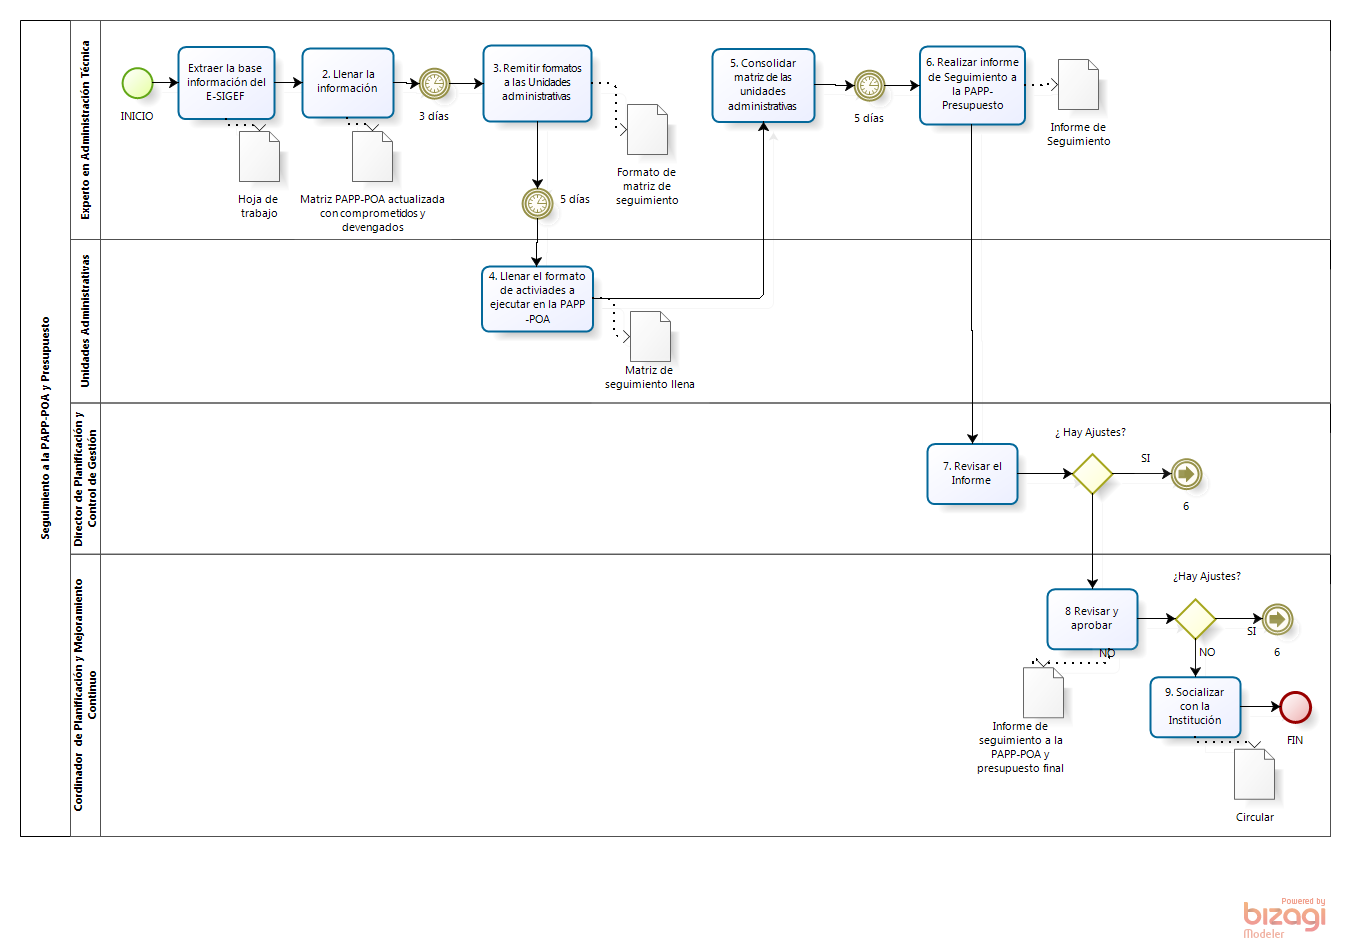 Seguimiento a la PAPP-POA y Presupuesto
Experto en Administración Técnica
INICIO
Extraer la base
información del
E-SIGEF
Hoja de
trabajo
2. Llenar la
información
Matriz PAPP-POA actualizada
con comprometidos y
devengados
3 días
3. Remitir formatos
a las Unidades
administrativas
Formato de
matriz de
seguimiento
5 días
5. Consolidar
matriz de las
unidades
administrativas
5 días
6. Realizar informe
de Seguimiento a
la PAPP-
Presupuesto
Informe de
Seguimiento
Unidades Administrativas
4. Llenar el formato
de activiades a
ejecutar en la PAPP
-POA
Matriz de
seguimiento llena
Director de Planificación y
Control de Gestión
7. Revisar el
Informe
¿ Hay Ajustes?
SI
6
Cordinador de Planificación y Mejoramiento
Continuo
8 Revisar y
aprobar
NO
Informe de
seguimiento a la
PAPP-POA y
presupuesto final
¿Hay Ajustes?
SI
6
NO
9. Socializar
con la
Institución
FIN
Circular
Powered by
bizagi
Modeler